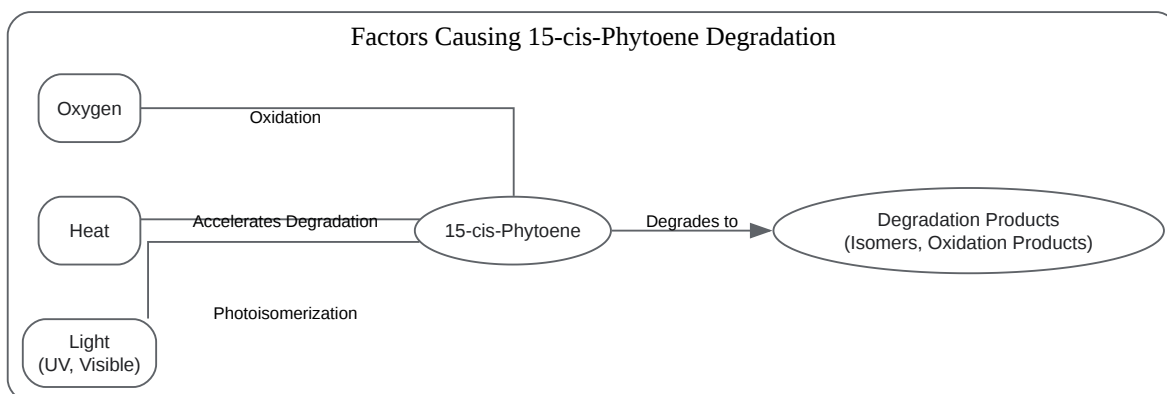 Factors Causing 15-cis-Phytoene Degradation
Oxygen
Oxidation
Heat
Accelerates Degradation
15-cis-Phytoene
Degrades to
Degradation Products
(Isomers, Oxidation Products)
Photoisomerization
Light
(UV, Visible)